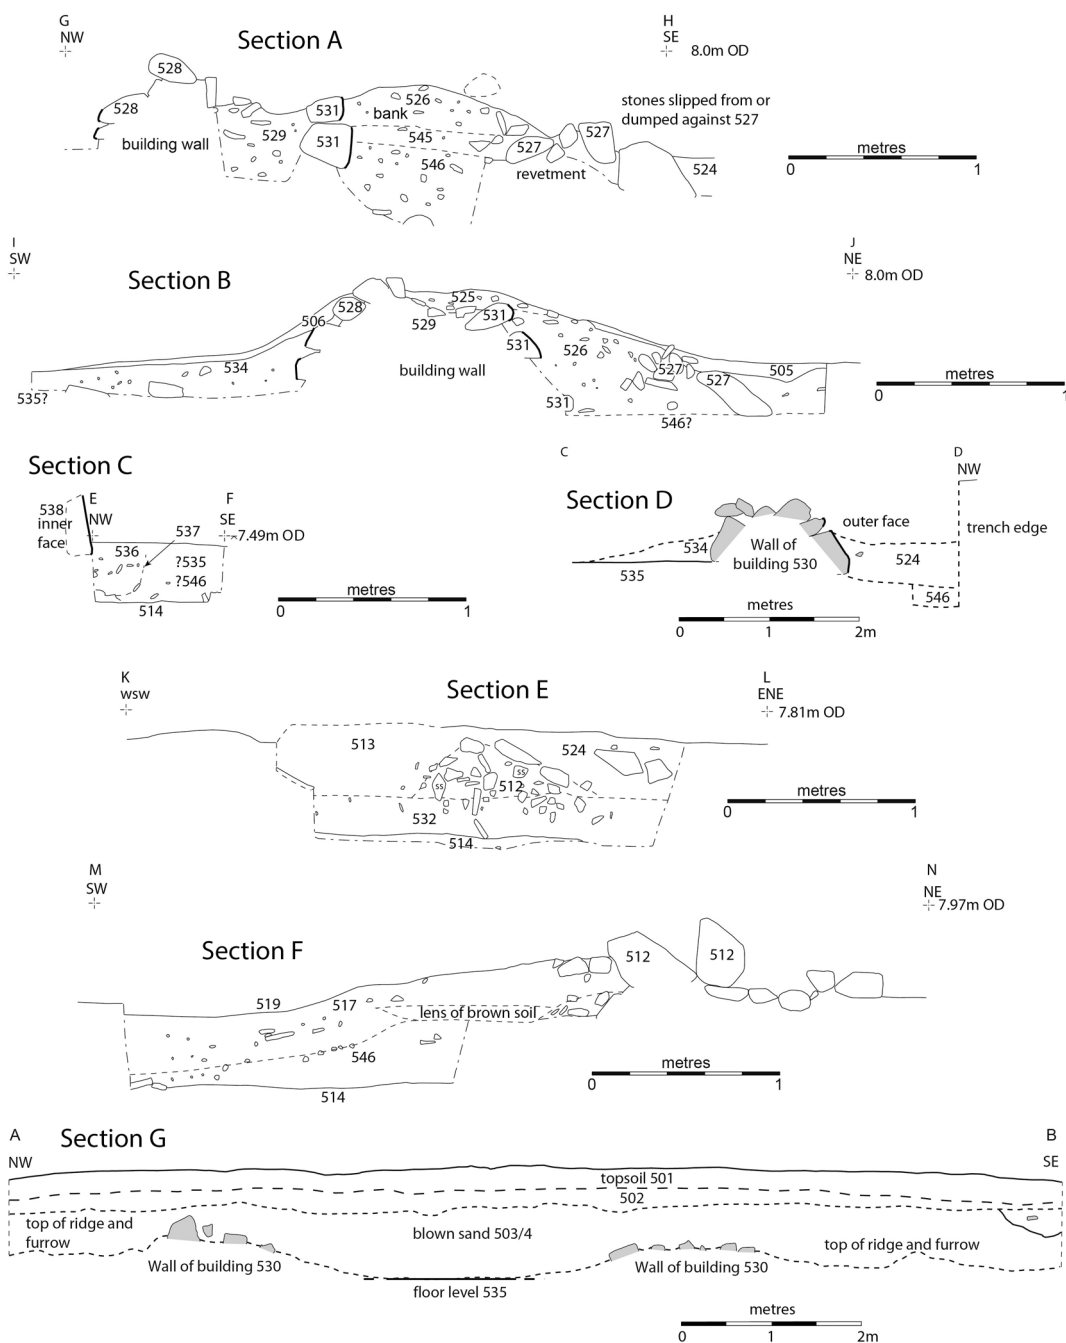 G
NW
Section A
H
SE
8.0m OD
528
528
building wall
529
531
531
526
bank
545
546
527
527
revetment
stones slipped from or
dumped against 527
524
metres
0 1
I
SW
Section B
J
NE
8.0m OD
506
528
525
529
531
531
534
535?
building wall
526
527
527
505
531
546?
metres
0 1
Section C
538
inner
face
E
NW
F
SE
7.49m OD
537
536
?535
?546
514
metres
0 1
C
Section D
D
NW
outer face
trench edge
534
535
Wall of
building 530
524
546
metres
0 1 2m
K
wsw
Section E
L
ENE
7.81m OD
513
524
ss
ss
512
532
514
metres
0 1
M
SW
Section F
N
NE
7.97m OD
512
512
519
517
lens of brown soil
546
514
metres
0 1
A
NW
Section G
B
SE
topsoil 501
502
top of ridge and
furrow
blown sand 503/4
top of ridge and furrow
Wall of building 530
Wall of building 530
floor level 535
metres
0 1 2m